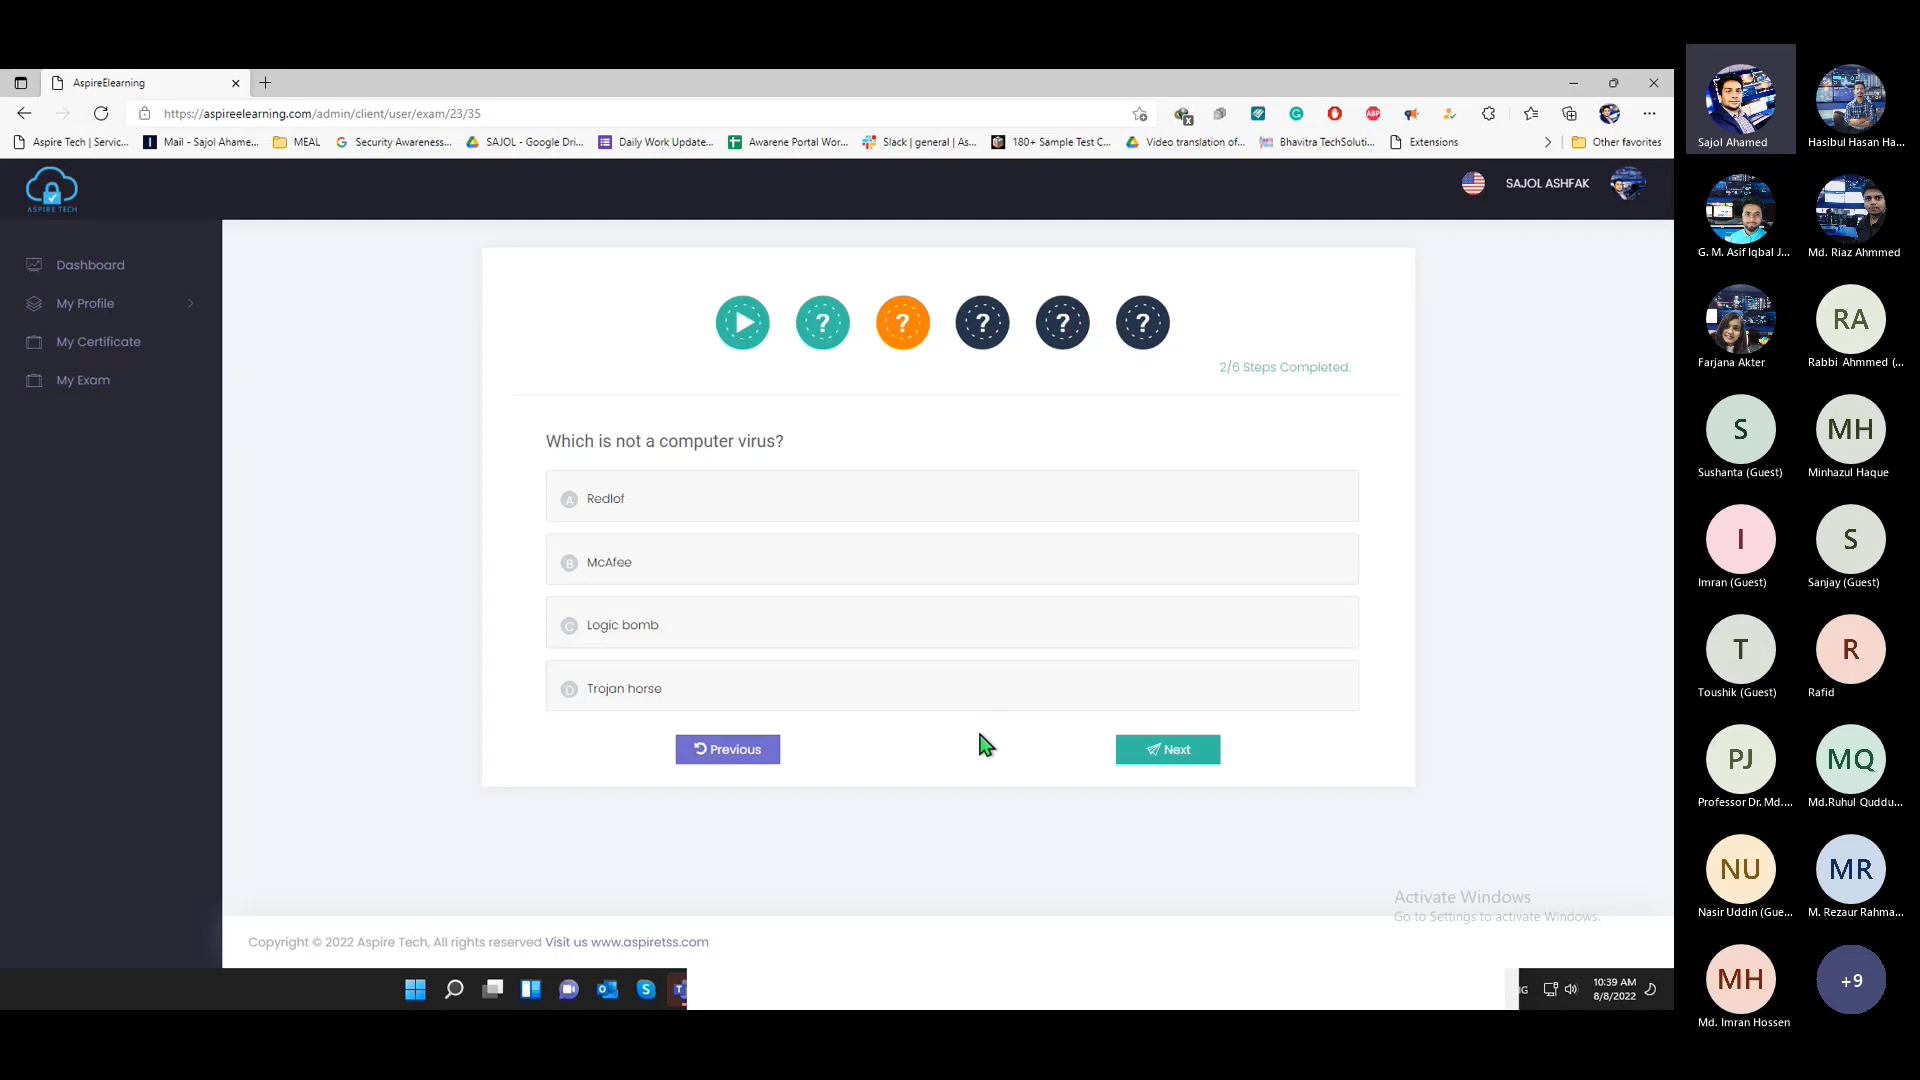 AspireElearning
https://aspireelearning.com/admin/client/user/exam/23/35
Aspire Tech | Servic...
Mail - Sajol Ahame...
MEAL
Security Awareness...
SAJOL - Google Dri...
Daily Work Update...
Awarene Portal Wor...
Slack | general | As...
180+ Sample Test C...
Video translation of...
Bhavitra TechSoluti...
Extensions
Other favorites
ASPIRE TECH
SAJOL ASHFAK
Dashboard
My Profile
My Certificate
My Exam
? ? ? ? ?
2/6 Steps Completed.
Which is not a computer virus?
A Redlof
B McAfee
C Logic bomb
D Trojan horse
Previous
Next
Activate Windows
Go to Settings to activate Windows.
Copyright © 2022 Aspire Tech, All rights reserved Visit us www.aspiretss.com
10:39 AM
8/8/2022
Sajol Ahamed
Hasibul Hasan Ha...
G. M. Asif Iqbal J...
Md. Riaz Ahmmed
Farjana Akter
RA
Rabbi Ahmmed (...
S
Sushanta (Guest)
MH
Minhazul Haque
I
Imran (Guest)
S
Sanjay (Guest)
T
Toushik (Guest)
R
Rafid
PJ
Professor Dr. Md....
MQ
Md.Ruhul Quddu...
NU
Nasir Uddin (Gue...
MR
M. Rezaur Rahma...
MH
Md. Imran Hossen
+9